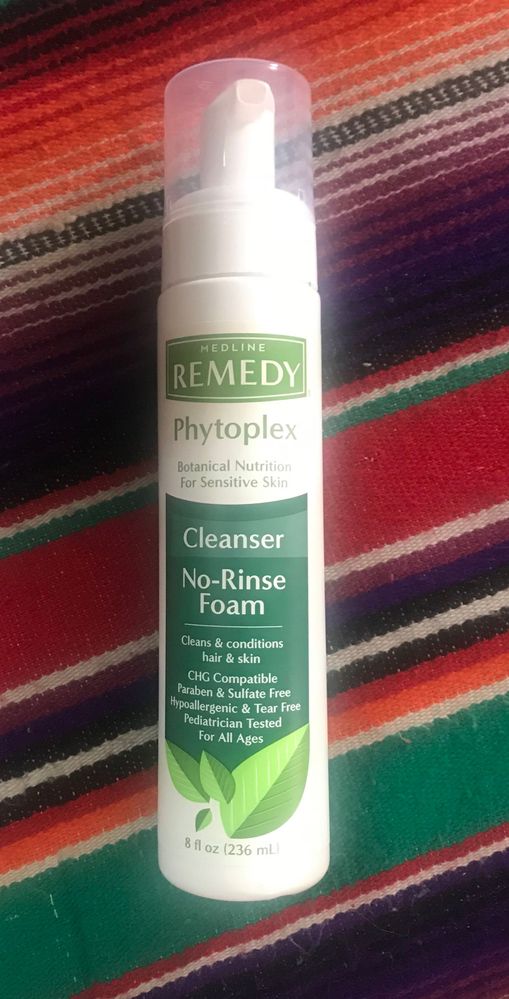 MEDLINE
REMEDY
Phytoplex
Botanical Nutrition
For Sensitive Skin
Cleanser
No-Rinse
Foam
Cleans & conditions
hair & skin
CHG Compatible
Paraben & Sulfate Free
Hypoallergenic & Tear Free
Pediatrician Tested
For All Ages
8 fl oz (236 mL)